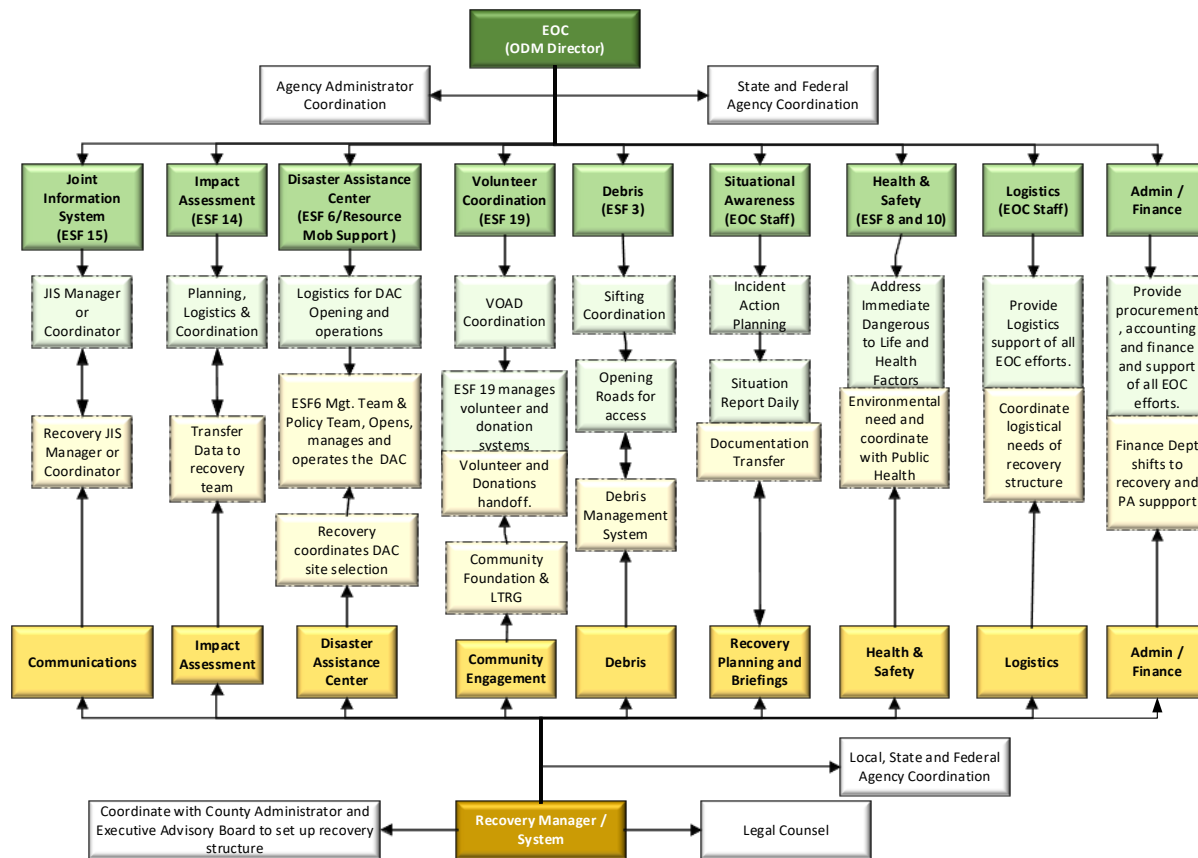 EOC
(ODM Director)
Agency Administrator
Coordination
State and Federal
Agency Coordination
Joint
Information
System
(ESF 15)
Impact
Assessment
(ESF 14)
Disaster Assistance
Center
(ESF 6/Resource
Mob Support )
Volunteer
Coordination
(ESF 19)
Debris
(ESF 3)
Situational
Awareness
(EOC Staff)
Health &
Safety
(ESF 8 and 10)
Logistics
(EOC Staff)
Admin /
Finance
JIS Manager
or
Coordinator
Planning,
Logistics &
Coordination
Logistics for DAC
Opening and
operations
VOAD
Coordination
Sifting
Coordination
Incident
Action
Planning
Address
Immediate
Dangerous
to Life and
Health Factors
Provide
Logistics
support of all
EOC efforts.
Provide
procurement
, accounting
and finance
and support
of all EOC
efforts.
ESF6 Mgt. Team &
Policy Team, Opens,
manages and
operates the DAC
ESF 19 manages
volunteer and
donation
systems
Opening
Roads for
access
Situation
Report Daily
Recovery JIS
Manager or
Coordinator
Transfer
Data to
recovery
team
Volunteer and
Donations
handoff.
Documentation
Transfer
Environmental
need and
coordinate
with Public
Health
Coordinate
logistical
needs of
recovery
structure
Finance Dept
shifts to
recovery and
PA suppport
Recovery
coordinates DAC
site selection
Debris
Management
System
Community
Foundation &
LTRG
Communications
Impact
Assessment
Disaster
Assistance
Center
Community
Engagement
Debris
Recovery
Planning and
Briefings
Health &
Safety
Logistics
Admin /
Finance
Local, State and Federal
Agency Coordination
Coordinate with County Administrator and
Executive Advisory Board to set up recovery
structure
Recovery Manager /
System
Legal Counsel